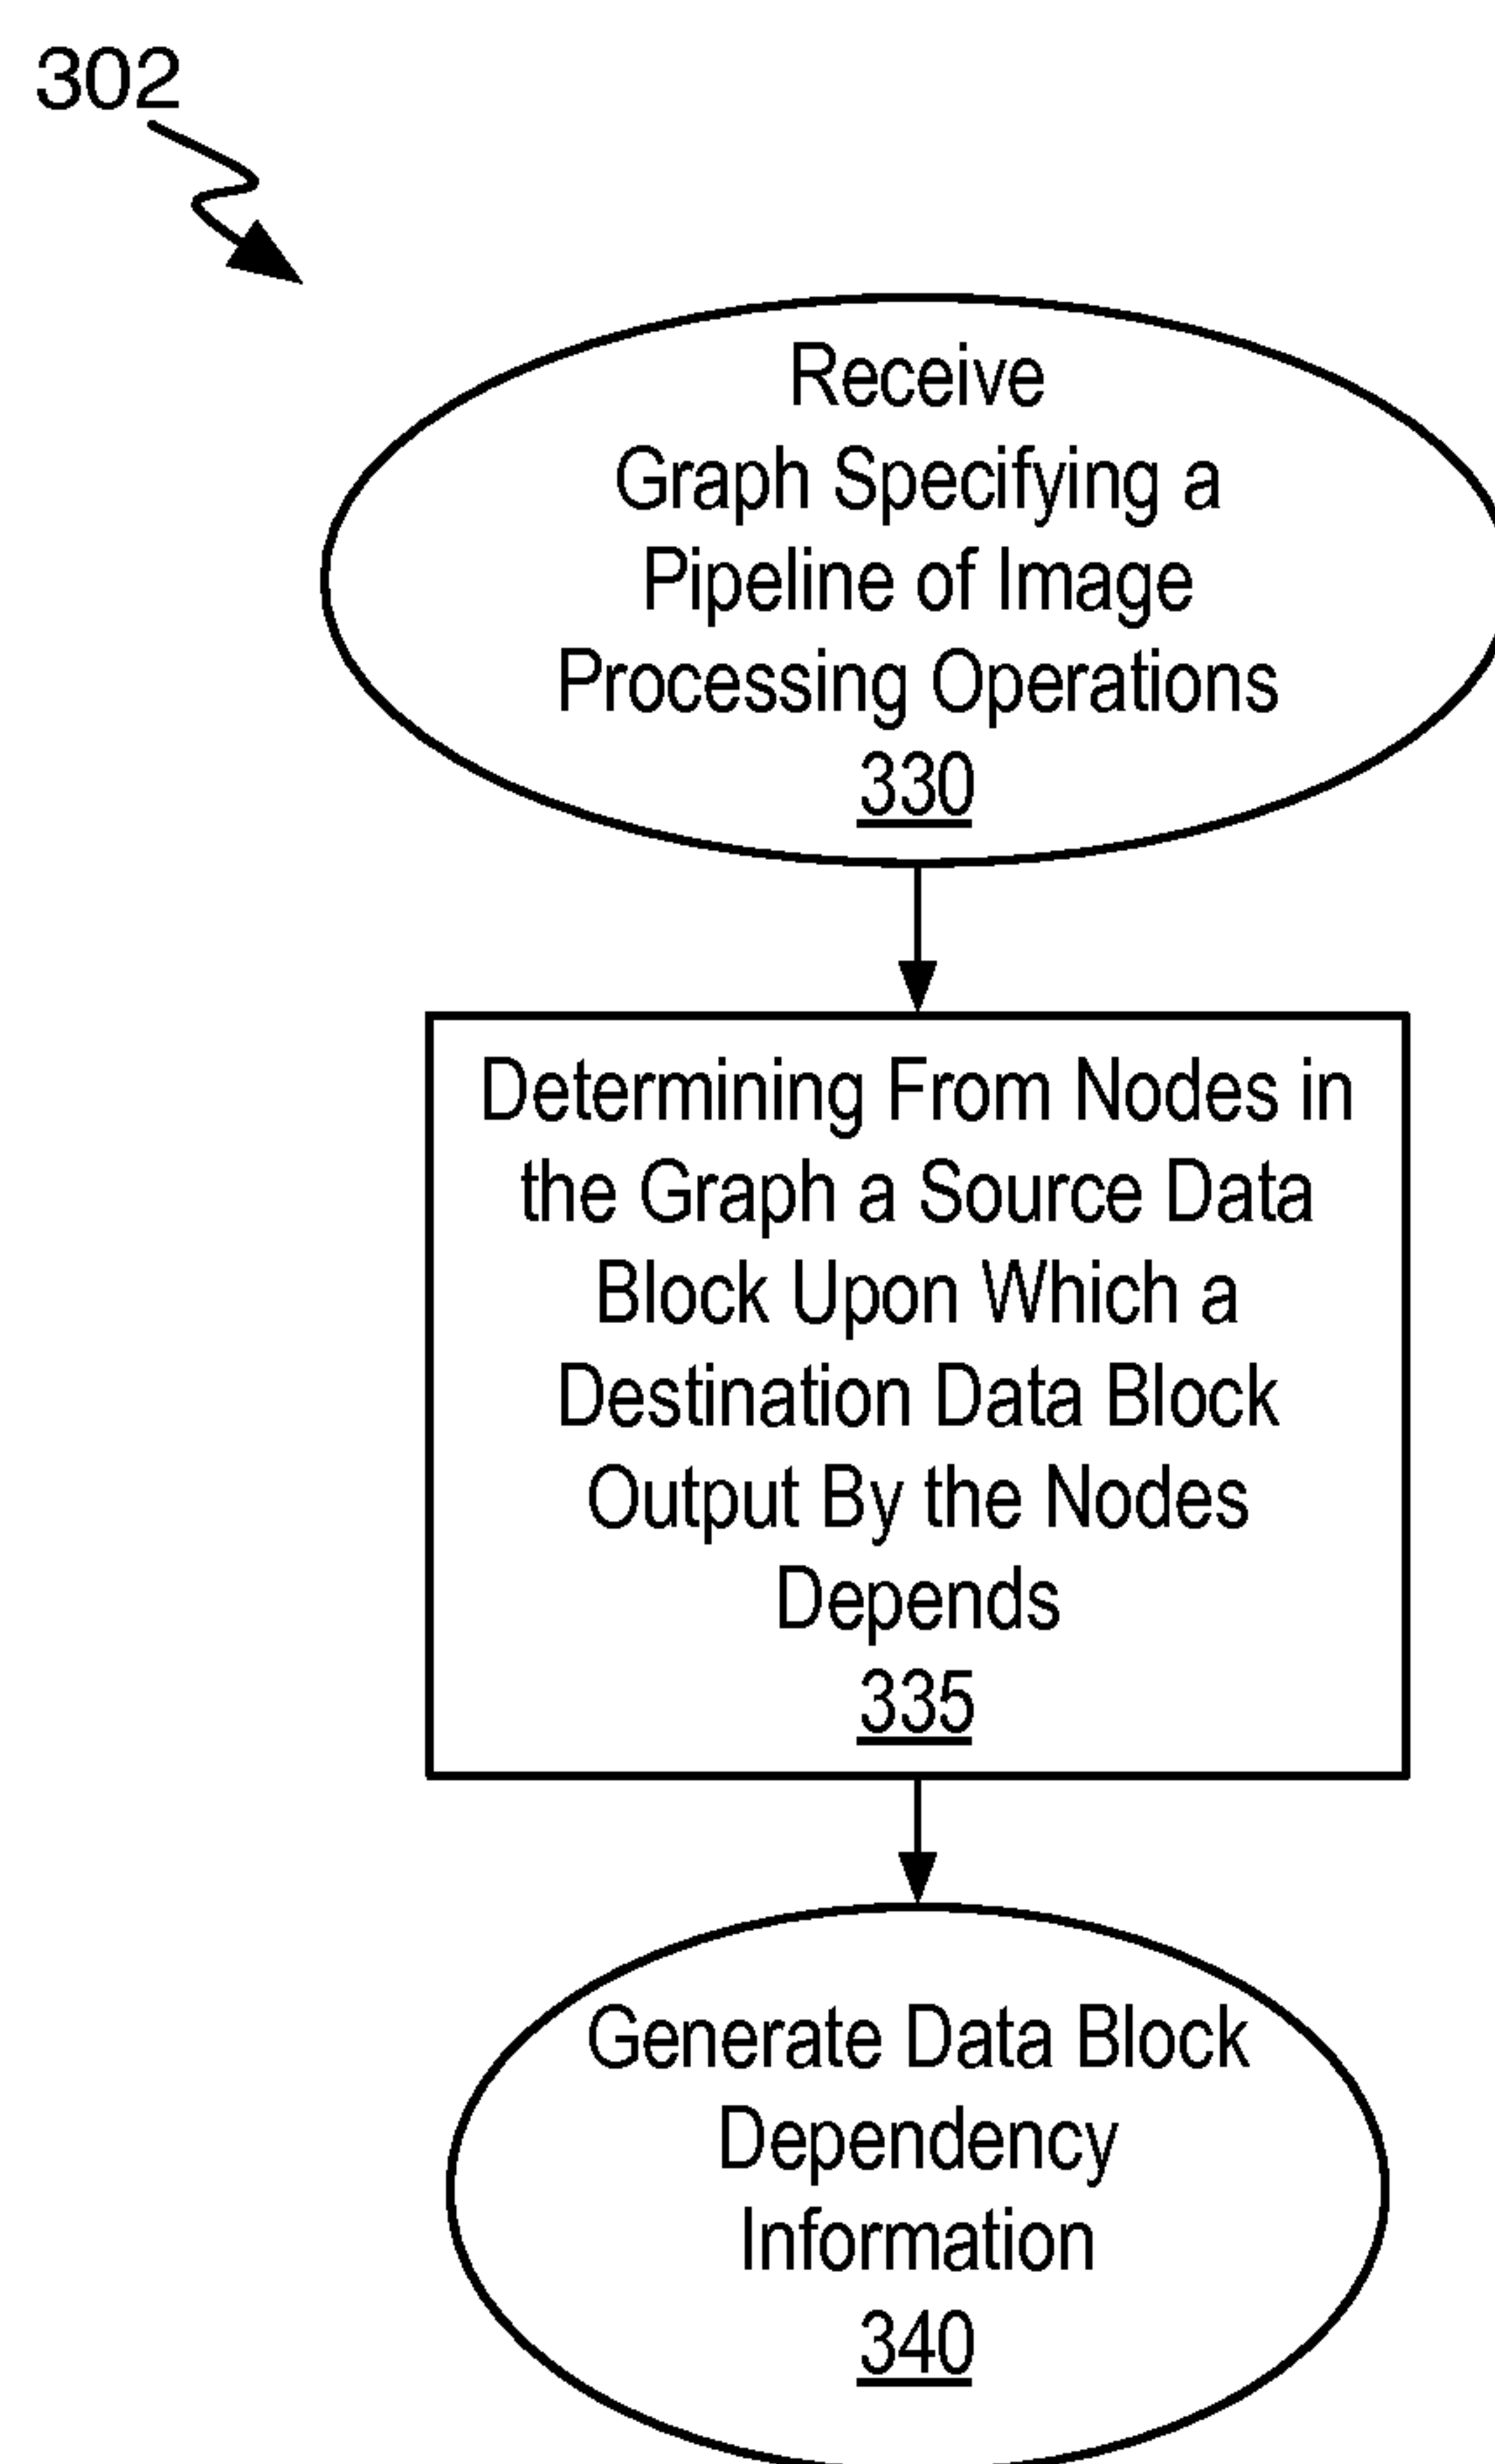 302
Receive
Graph Specifying a
Pipeline of Image
Processing Operations
330
Determining From Nodes in
the Graph a Source Data
Block Upon Which a
Destination Data Block
Output By the Nodes
Depends
335
Generate Data Block
Dependency
Information
340